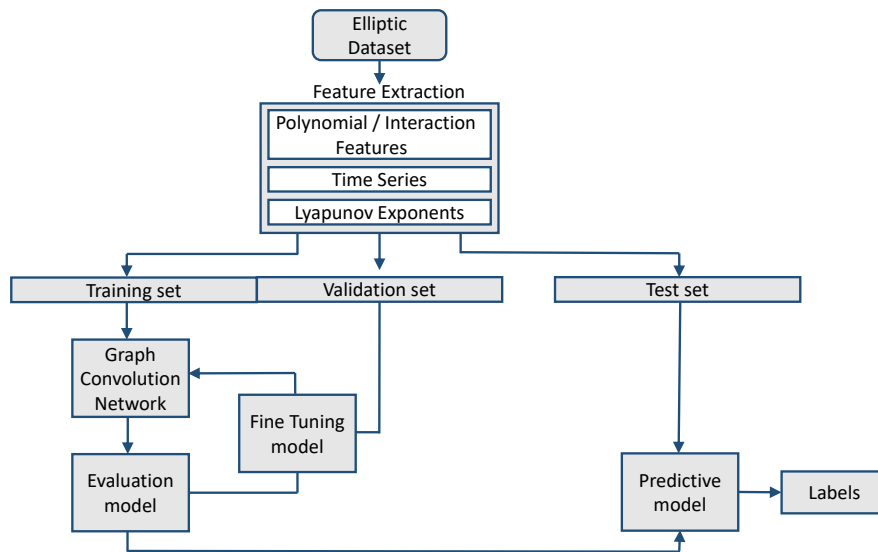 Elliptic
Dataset
Feature Extraction
Polynomial / Interaction
Features
Time Series
Lyapunov Exponents
Training set
Validation set
Test set
Graph
Convolution
Network
Fine Tuning
model
Evaluation
model
Predictive
model
Labels